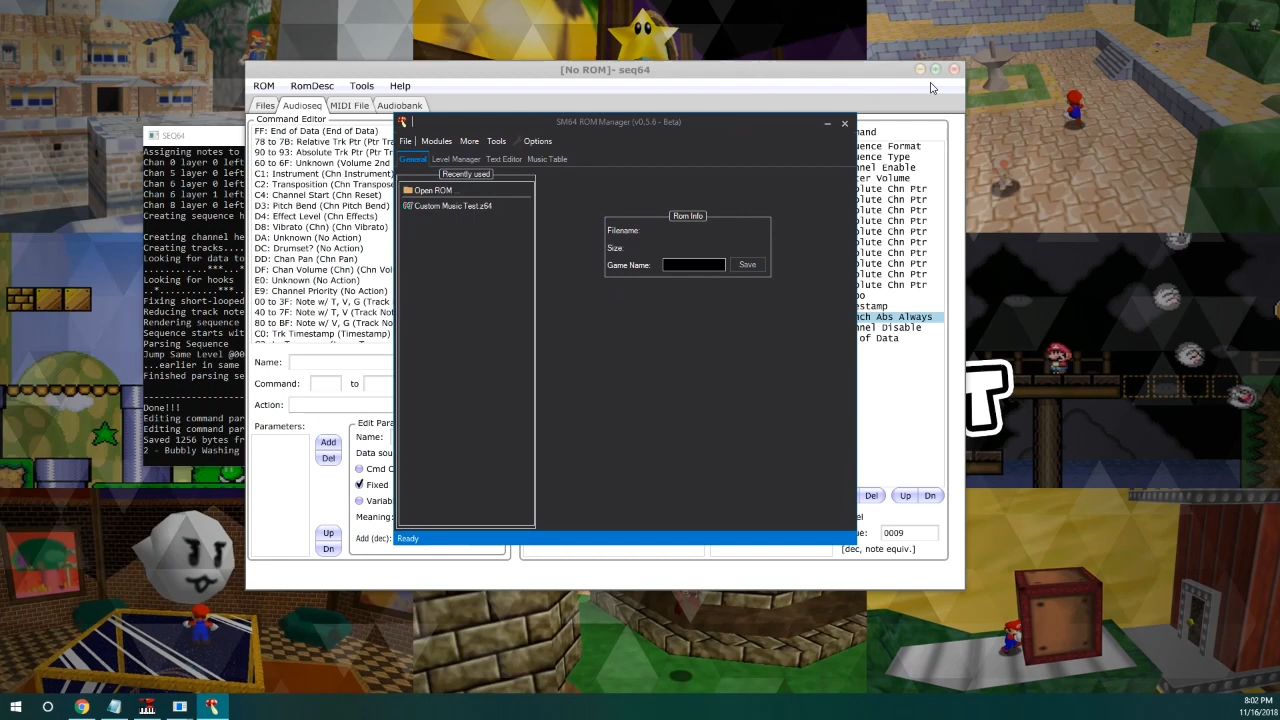 [No ROM]- seq64
ROM RomDesc Tools Help
Files Audioseq MIDI File Audiobank
Command Editor
FF: End of Data (End of Data)
78 to 7B: Relative Trk Ptr (Ptr Tra
90 to 93: Absolute Trk Ptr (Ptr T
60 to 6F: Unknown (Volume 2nd
C1: Instrument (Chn Instrument)
C2: Transposition (Chn Transpose
C4: Channel Start (Chn Reset)
D3: Pitch Bend (Chn Pitch Bend)
D4: Effect Level (Chn Effects)
D8: Vibrato (Chn Vibrato)
DA: Unknown (No Action)
DC: Drumset? (No Action)
DD: Chan Pan (Chn Pan)
DF: Chan Volume (Chn) (Chn Vol
E0: Unknown (No Action)
E9: Channel Priority (No Action)
00 to 3F: Note w/ T, V, G (Track
40 to 7F: Note w/ T, V (Track Not
80 to BF: Note w/ V, G (Track No
C0: Trk Timestamp (Timestamp)
Name:
Command: to
Action:
Parameters:
Add
Del
Up
Dn
Edit Para
Name:
Data sou
Cmd C
Fixed
Variab
Meaning:
Add (dec):
SEQ64
Assigning notes to
Chan 0 layer 0 left
Chan 5 layer 0 left
Chan 6 layer 0 left
Chan 6 layer 1 left
Chan 8 layer 0 left
Creating sequence h
Creating channel he
Creating tracks....
Looking for data to
Looking for hooks
Fixing short-looped
Reducing track note
Rendering sequence
Sequence starts wit
Parsing Sequence
Jump Same Level @00
...earlier in same
Finished parsing se
Done!!!
Editing command par
Editing command par
Saved 1256 bytes fr
2 - Bubbly Washing
SM64 ROM Manager (v0.5.6 - Beta)
File Modules More Tools Options
General Level Manager Text Editor Music Table
Recently used
Open ROM ...
Custom Music Test.z64
Rom Info
Filename:
Size:
Game Name:
Save
Ready
mand
uence Format
uence Type
nnel Enable
ter Volume
olute Chn Ptr
olute Chn Ptr
olute Chn Ptr
olute Chn Ptr
olute Chn Ptr
olute Chn Ptr
olute Chn Ptr
olute Chn Ptr
olute Chn Ptr
olute Chn Ptr
po
estamp
nch Abs Always
nnel Disable
of Data
Del Up Dn
el
ue: 0009
[dec, note equiv.]
T
8:02 PM
11/16/2018